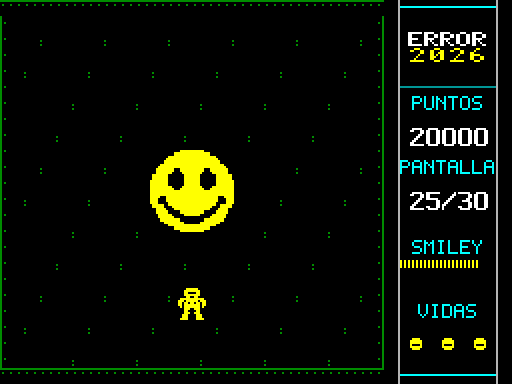 ERROR
2026
PUNTOS
20000
PANTALLA
25/30
SMILEY
VIDAS